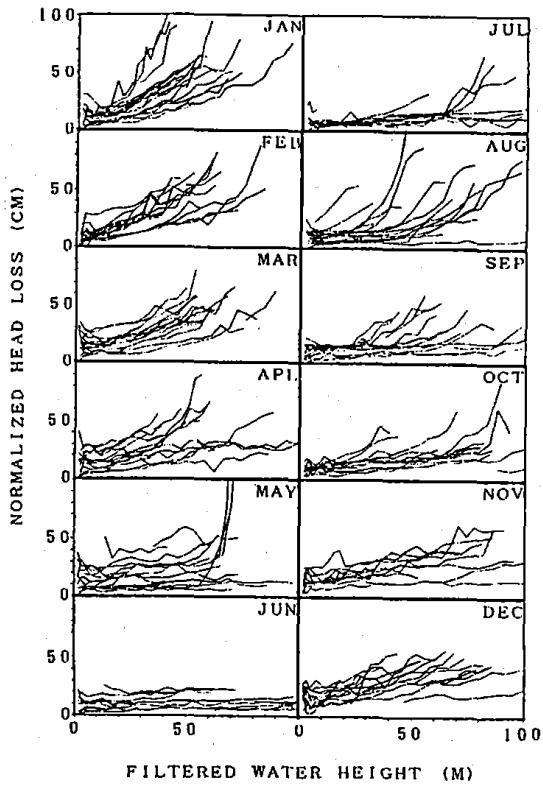 100
JAN
JUL
50
0
FEB
AUG
50
0
MAR
SEP
50
0
APL
OCT
50
0
MAY
NOV
50
0
JUN
DEC
50
0
0 50 0 50 100
NORMALIZED HEAD LOSS (CM)
FILTERED WATER HEIGHT (M)